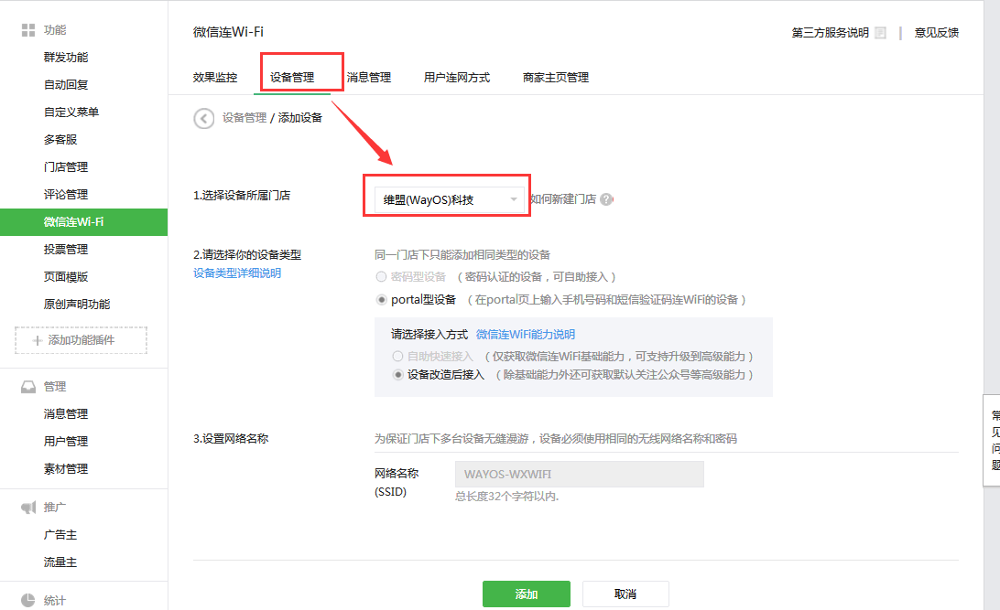 功能
群发功能
自动回复
自定义菜单
多客服
门店管理
评论管理
微信连Wi-Fi
投票管理
页面模版
原创声明功能
添加功能插件
管理
消息管理
用户管理
素材管理
推广
广告主
流量主
统计
微信连Wi-Fi
第三方服务说明 | 意见反馈
效果监控 设备管理 消息管理 用户连网方式 商家主页管理
设备管理 / 添加设备
1.选择设备所属门店 维盟(WayOS)科技 如何新建门店 ?
2.请选择你的设备类型 同一门店下只能添加相同类型的设备
设备类型详细说明 密码型设备 （ 密码认证的设备，可自助接入 ）
portal型设备 （ 在portal页上输入手机号码和短信验证码连WiFi的设备 ）
请选择接入方式 微信连WiFi能力说明
自助快速接入 （ 仅获取微信连WiFi基础能力，可支持升级到高级能力 ）
设备改造后接入 （ 除基础能力外还可获取默认关注公众号等高级能力 ）
3.设置网络名称 为保证门店下多台设备无缝漫游，设备必须使用相同的无线网络名称和密码
网络名称 WAYOS-WXWIFI
(SSID) 总长度32个字符以内.
添加 取消
常见问题